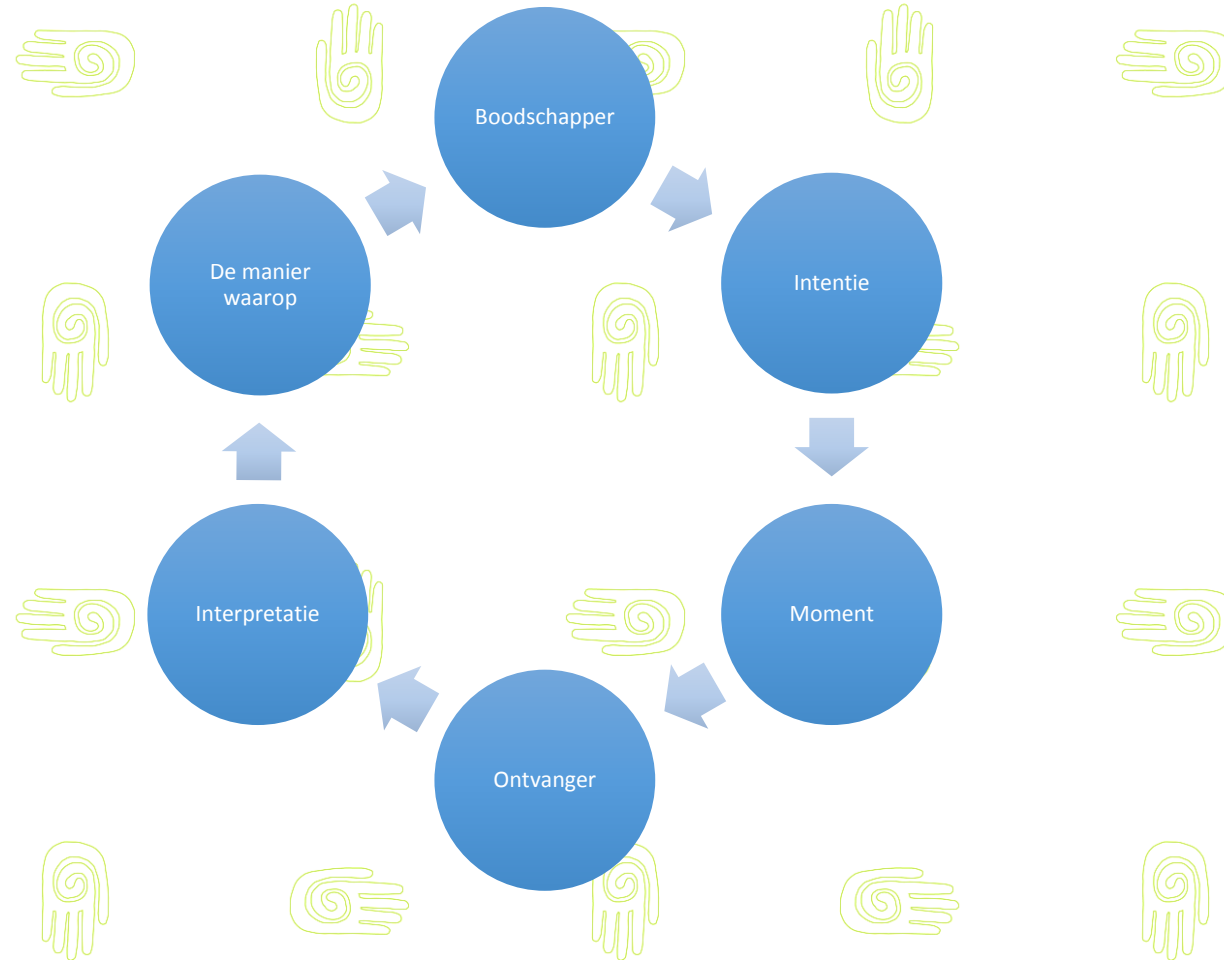 Boodschapper
Intentie
Moment
Ontvanger
Interpretatie
De manier
waarop